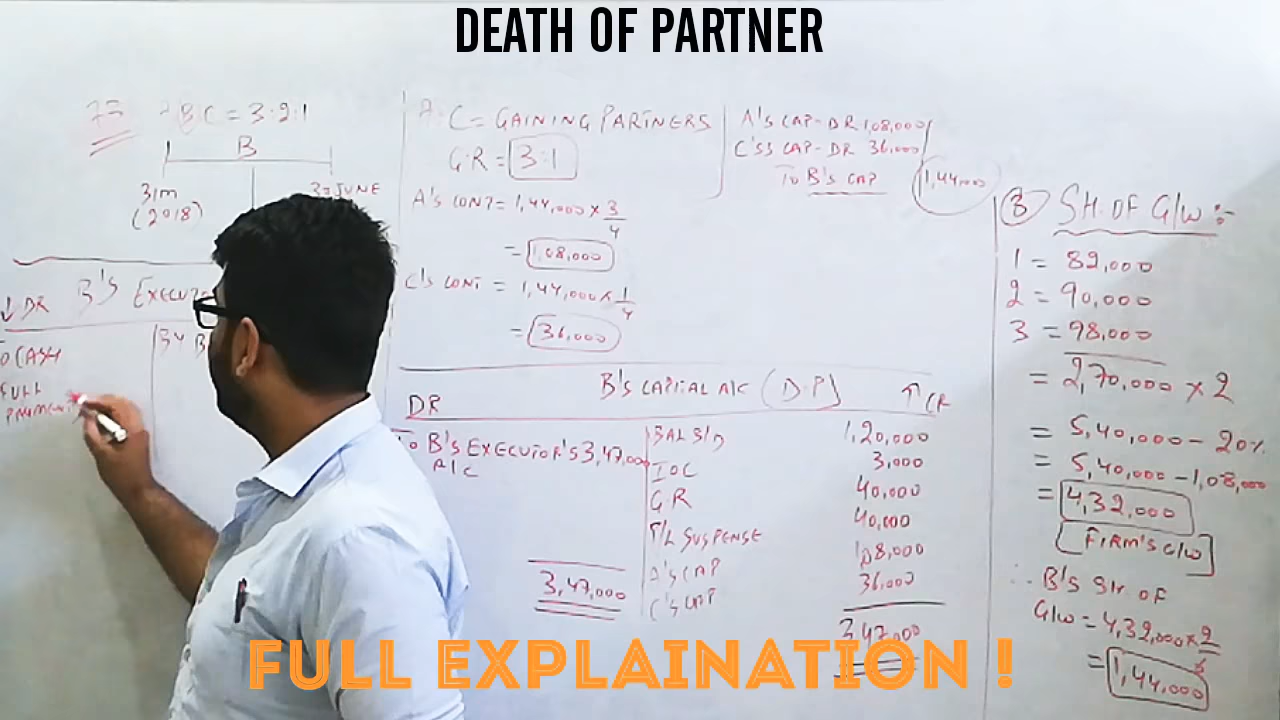 DEATH OF PARTNER
B C = 3:2:1
B
31M
(2018)
JUNE
DR B'S EXECUTO
TO CASH
FULL
BY B
A.C = GAINING PARTNERS
G.R = 3:1
A'S CONT = 1,44,000 × 3/4
= 1,08,000
C'S CONT = 1,44,000 × 1/4
= 36,000
A'S CAP-DR 1,08,000
C'SS CAP-DR 36,000
TO B'S CAP 1,44,000
B'S CAPITAL A/C (D.P)
DR CR
TO B'S EXECUTOR'S 3,47,000
A/C
3,47,000
BAL B/D 1,20,000
IOC 3,000
G.R 40,000
P/L SUSPENSE 40,000
A'S CAP 1,08,000
C'S CAP 36,000
3,47,000
③ SH. OF G/W :-
1 = 82,000
2 = 90,000
3 = 98,000
= 2,70,000 × 2
= 5,40,000 - 20%
= 5,40,000 - 1,08,000
= 4,32,000
[FIRM'S G/W]
∴ B'S SH. OF
G/W = 4,32,000 × 2/6
= 1,44,000
FULL EXPLAINATION !